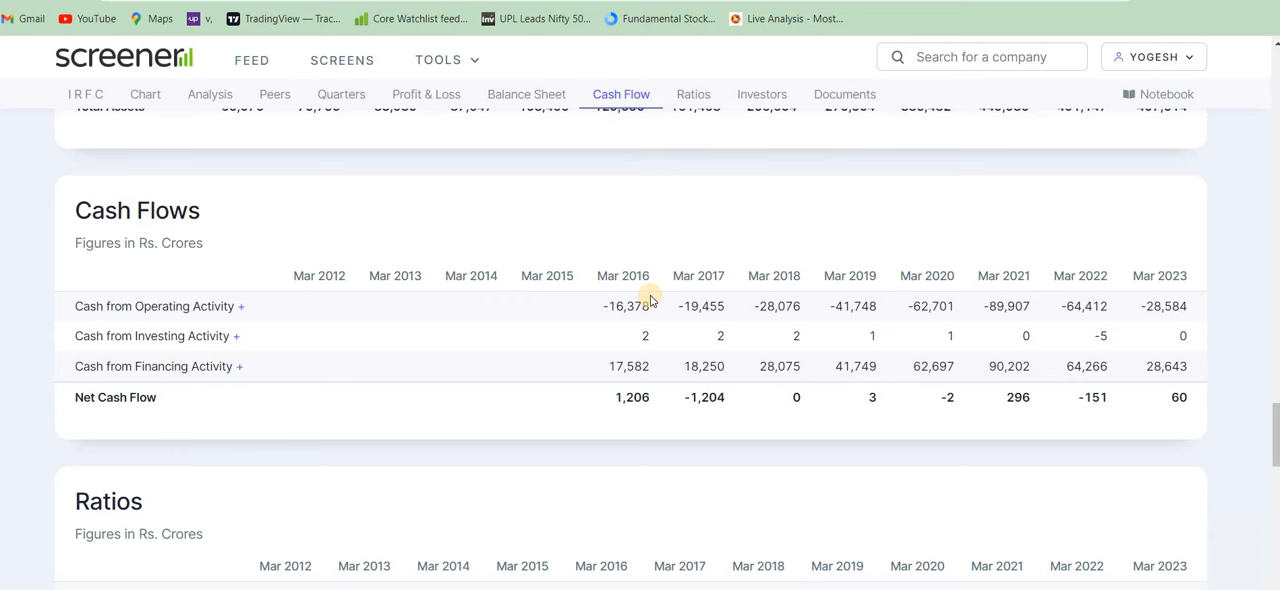 Gmail YouTube Maps v, TradingView — Trac... Core Watchlist feed... UPL Leads Nifty 50... Fundamental Stock... Live Analysis - Most...
screener FEED SCREENS TOOLS Search for a company YOGESH
I R F C Chart Analysis Peers Quarters Profit & Loss Balance Sheet Cash Flow Ratios Investors Documents Notebook
Total Assets
Cash Flows
Figures in Rs. Crores
Mar 2012 Mar 2013 Mar 2014 Mar 2015 Mar 2016 Mar 2017 Mar 2018 Mar 2019 Mar 2020 Mar 2021 Mar 2022 Mar 2023
Cash from Operating Activity + -16,378 -19,455 -28,076 -41,748 -62,701 -89,907 -64,412 -28,584
Cash from Investing Activity + 2 2 2 1 1 0 -5 0
Cash from Financing Activity + 17,582 18,250 28,075 41,749 62,697 90,202 64,266 28,643
Net Cash Flow 1,206 -1,204 0 3 -2 296 -151 60
Ratios
Figures in Rs. Crores
Mar 2012 Mar 2013 Mar 2014 Mar 2015 Mar 2016 Mar 2017 Mar 2018 Mar 2019 Mar 2020 Mar 2021 Mar 2022 Mar 2023